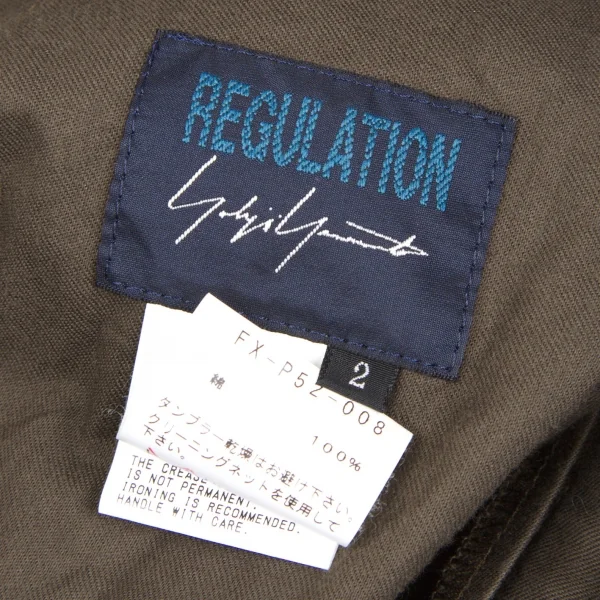 REGULATION
Yohji Yamamoto
2
FX-P52-008
綿 100%
タンブラー乾燥はお避け下さい。
クリーニングネットを使用して
下さい。
THE CREASE
IS NOT PERMANENT.
IRONING IS RECOMMENDED.
HANDLE WITH CARE.